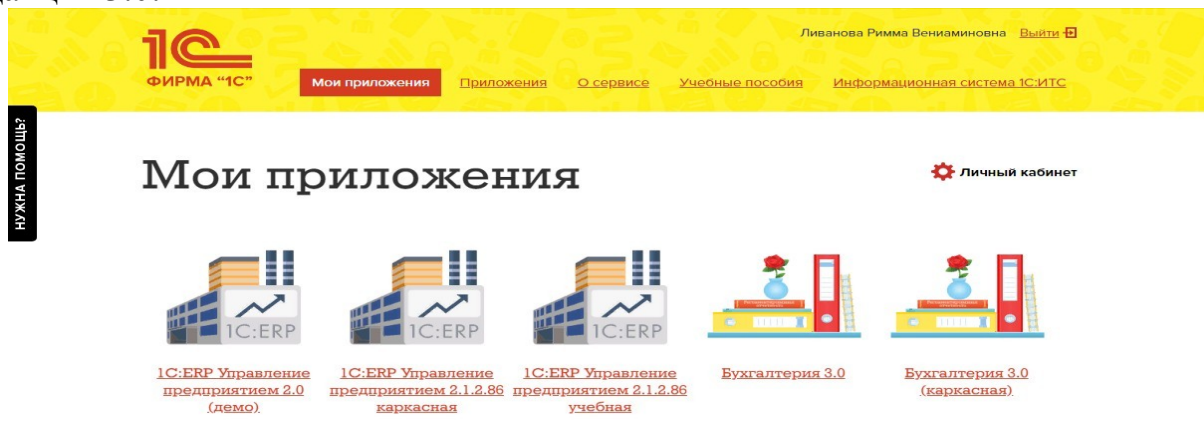 Ливанова Римма Вениаминовна Выйти
1С
ФИРМА "1С"
Мои приложения Приложения О сервисе Учебные пособия Информационная система 1С:ИТС
НУЖНА ПОМОЩЬ?
Мои приложения
Личный кабинет
1C:ERP
1C:ERP
1C:ERP
1С:ERP Управление
предприятием 2.0
(демо)
1С:ERP Управление
предприятием 2.1.2.86
каркасная
1С:ERP Управление
предприятием 2.1.2.86
учебная
Бухгалтерия 3.0
Бухгалтерия 3.0
(каркасная)